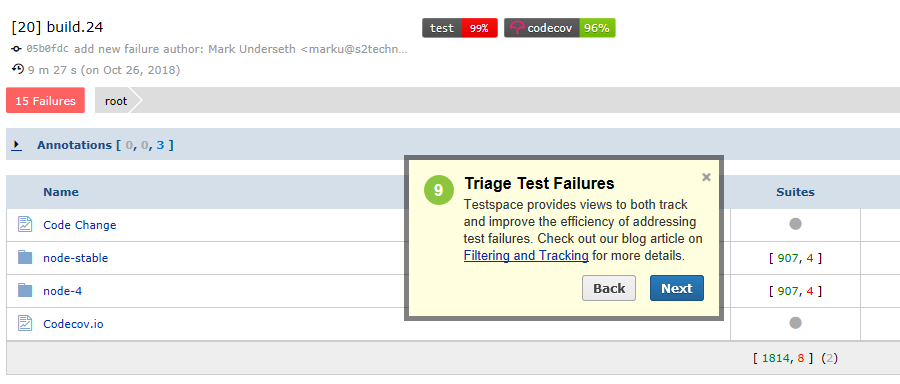 [20] build.24
test 99% codecov 96%
05b0fdc add new failure author: Mark Underseth <marku@s2techn...
9 m 27 s (on Oct 26, 2018)
15 Failures root
Annotations [ 0, 0, 3 ]
Name Suites
Code Change
node-stable [ 907, 4 ]
node-4 [ 907, 4 ]
Codecov.io
[ 1814, 8 ] (2)
9 Triage Test Failures ×
Testspace provides views to both track
and improve the efficiency of addressing
test failures. Check out our blog article on
Filtering and Tracking for more details.
Back Next